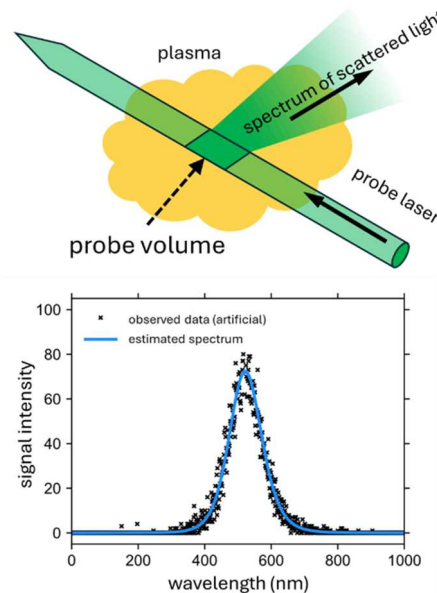 plasma
spectrum of scattered light
probe laser
probe volume
100
80
60
40
20
0
signal intensity
observed data (artificial)
estimated spectrum
0 200 400 600 800 1000
wavelength (nm)